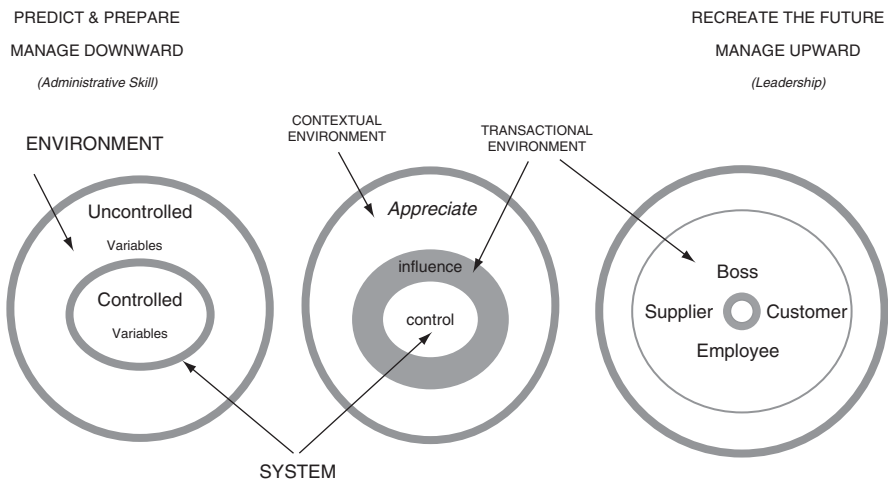 PREDICT & PREPARE
MANAGE DOWNWARD
(Administrative Skill)
RECREATE THE FUTURE
MANAGE UPWARD
(Leadership)
ENVIRONMENT
CONTEXTUAL
ENVIRONMENT
TRANSACTIONAL
ENVIRONMENT
Uncontrolled
Variables
Controlled
Variables
Appreciate
influence
control
Boss
Supplier
Customer
Employee
SYSTEM